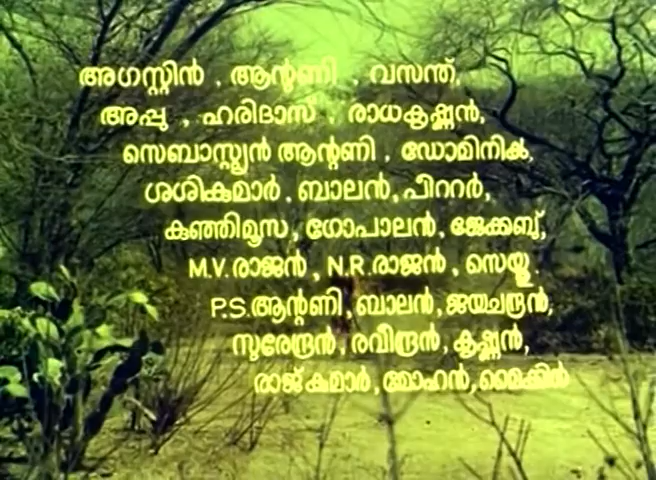 അഗസ്റ്റിൻ , ആന്റണി , വസന്ത്,
അപ്പു , ഹരിദാസ് , രാധകൃഷ്ണൻ,
സെബാസ്റ്റ്യൻ ആന്റണി , ഡോമിനിക്,
ശശികുമാർ , ബാലൻ, പീറ്റർ,
കുഞ്ഞിമൂസ, ഗോപാലൻ, ജേക്കബ്ബ്,
M.V.രാജൻ, N.R.രാജൻ, സെയ്തു.
P.S.ആന്റണി, ബാലൻ, ജയചന്ദ്രൻ,
സുരേന്ദ്രൻ, രവീന്ദ്രൻ, കൃഷ്ണൻ,
രാജ്കുമാർ, മോഹൻ, മൈക്കിൾ